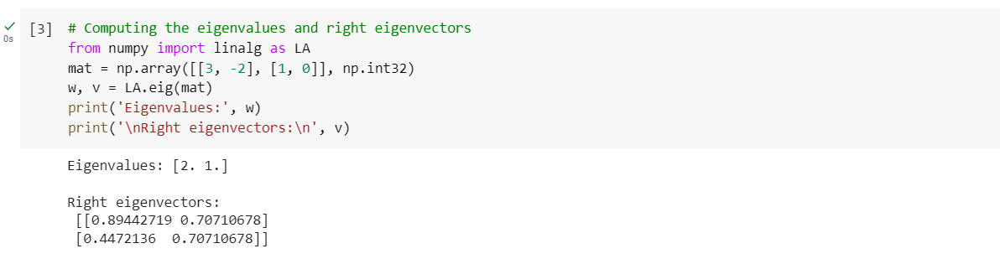 [3] # Computing the eigenvalues and right eigenvectors
0s
from numpy import linalg as LA
mat = np.array([[3, -2], [1, 0]], np.int32)
w, v = LA.eig(mat)
print('Eigenvalues:', w)
print('\nRight eigenvectors:\n', v)
Eigenvalues: [2. 1.]
Right eigenvectors:
[[0.89442719 0.70710678]
[0.4472136  0.70710678]]